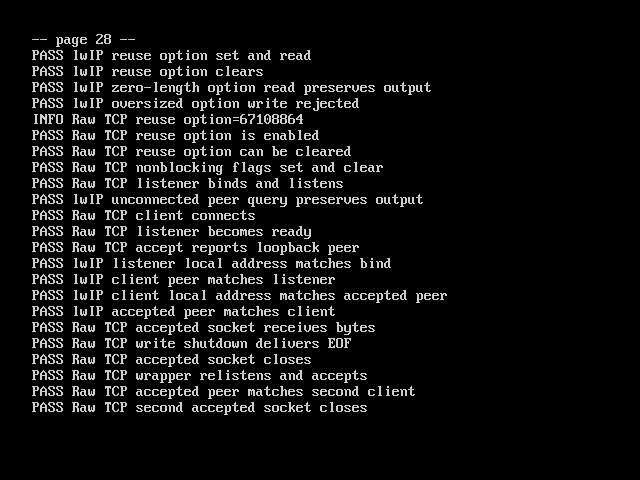 -- page 28 --
PASS lwIP reuse option set and read
PASS lwIP reuse option clears
PASS lwIP zero-length option read preserves output
PASS lwIP oversized option write rejected
INFO Raw TCP reuse option=67108864
PASS Raw TCP reuse option is enabled
PASS Raw TCP reuse option can be cleared
PASS Raw TCP nonblocking flags set and clear
PASS Raw TCP listener binds and listens
PASS lwIP unconnected peer query preserves output
PASS Raw TCP client connects
PASS Raw TCP listener becomes ready
PASS Raw TCP accept reports loopback peer
PASS lwIP listener local address matches bind
PASS lwIP client peer matches listener
PASS lwIP client local address matches accepted peer
PASS lwIP accepted peer matches client
PASS Raw TCP accepted socket receives bytes
PASS Raw TCP write shutdown delivers EOF
PASS Raw TCP accepted socket closes
PASS Raw TCP wrapper relistens and accepts
PASS Raw TCP accepted peer matches second client
PASS Raw TCP second accepted socket closes